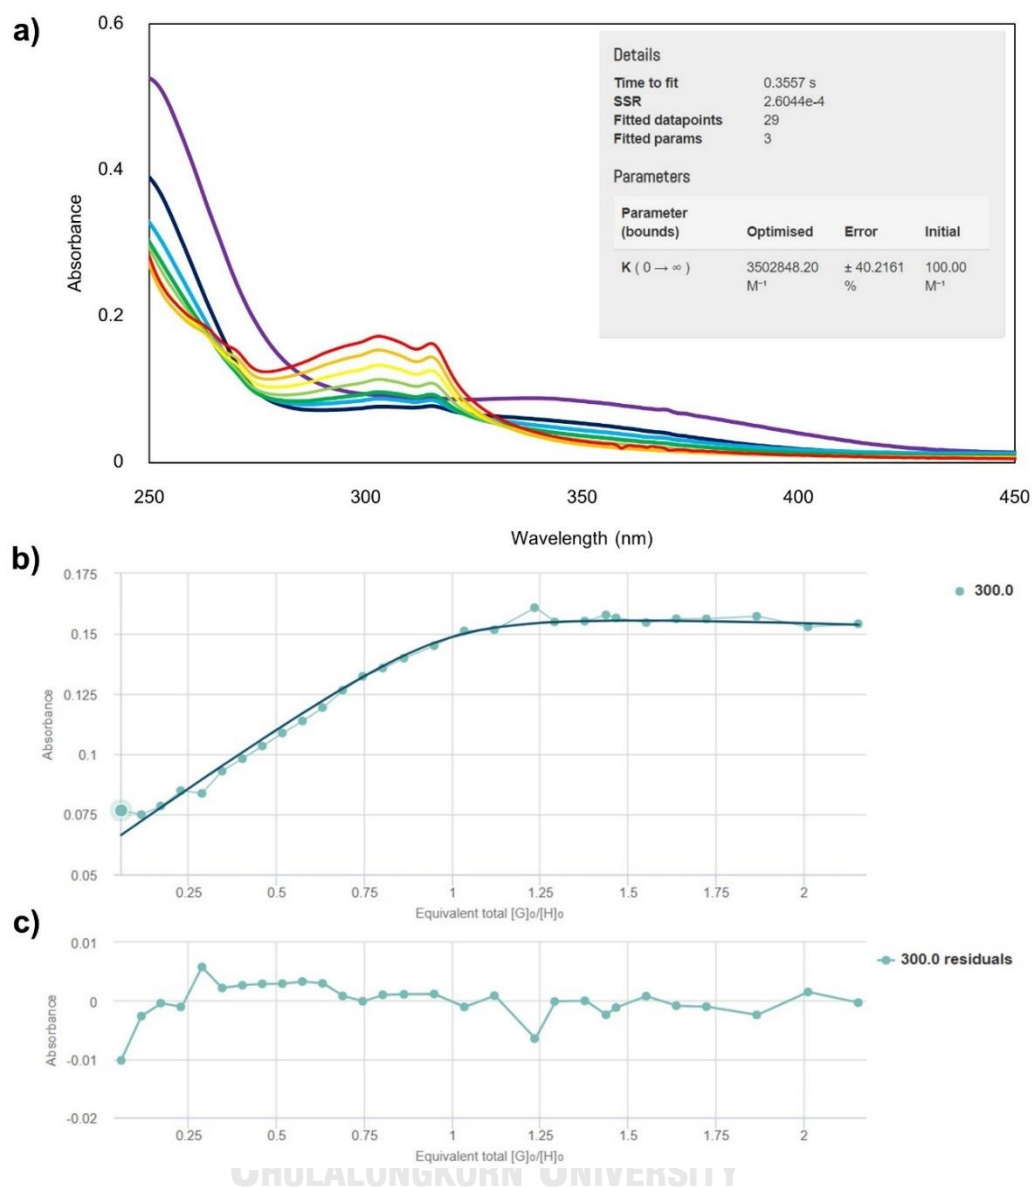 a)
0.6
0.4
0.2
0
Absorbance
250
300
350
400
450
Wavelength (nm)
Details
Time to fit 0.3557 s
SSR 2.6044e-4
Fitted datapoints 29
Fitted params 3
Parameters
Parameter (bounds) Optimised Error Initial
K ( 0 → ∞ ) 3502848.20 M⁻¹ ± 40.2161 % 100.00 M⁻¹
b)
0.175
0.15
0.125
0.1
0.075
0.05
Absorbance
300.0
0.25
0.5
0.75
1
1.25
1.5
1.75
2
Equivalent total [G]₀/[H]₀
c)
0.01
0
-0.01
-0.02
Absorbance
300.0 residuals
0.25
0.5
0.75
1
1.25
1.5
1.75
2
Equivalent total [G]₀/[H]₀
CHULALONGKORN UNIVERSITY